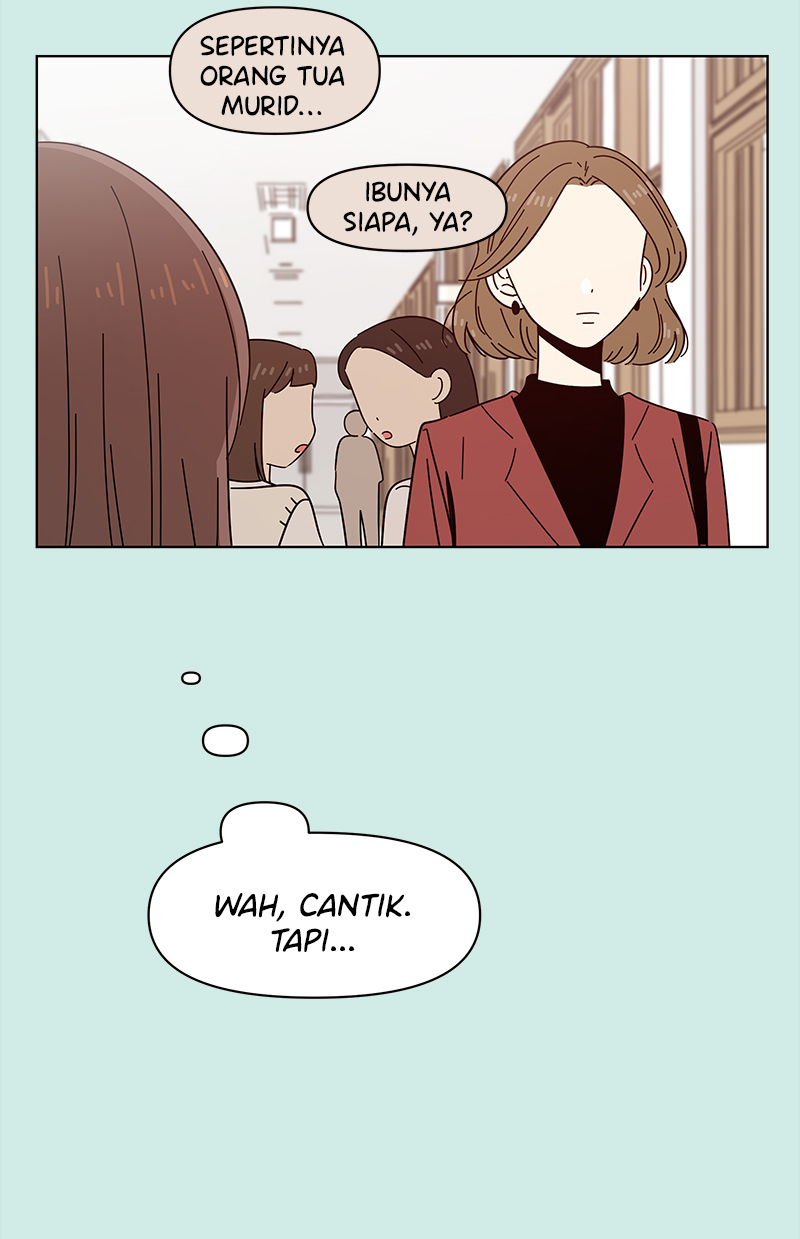 SEPERTINYA
ORANG TUA
MURID...
IBUNYA
SIAPA, YA?
WAH, CANTIK.
TAPI...